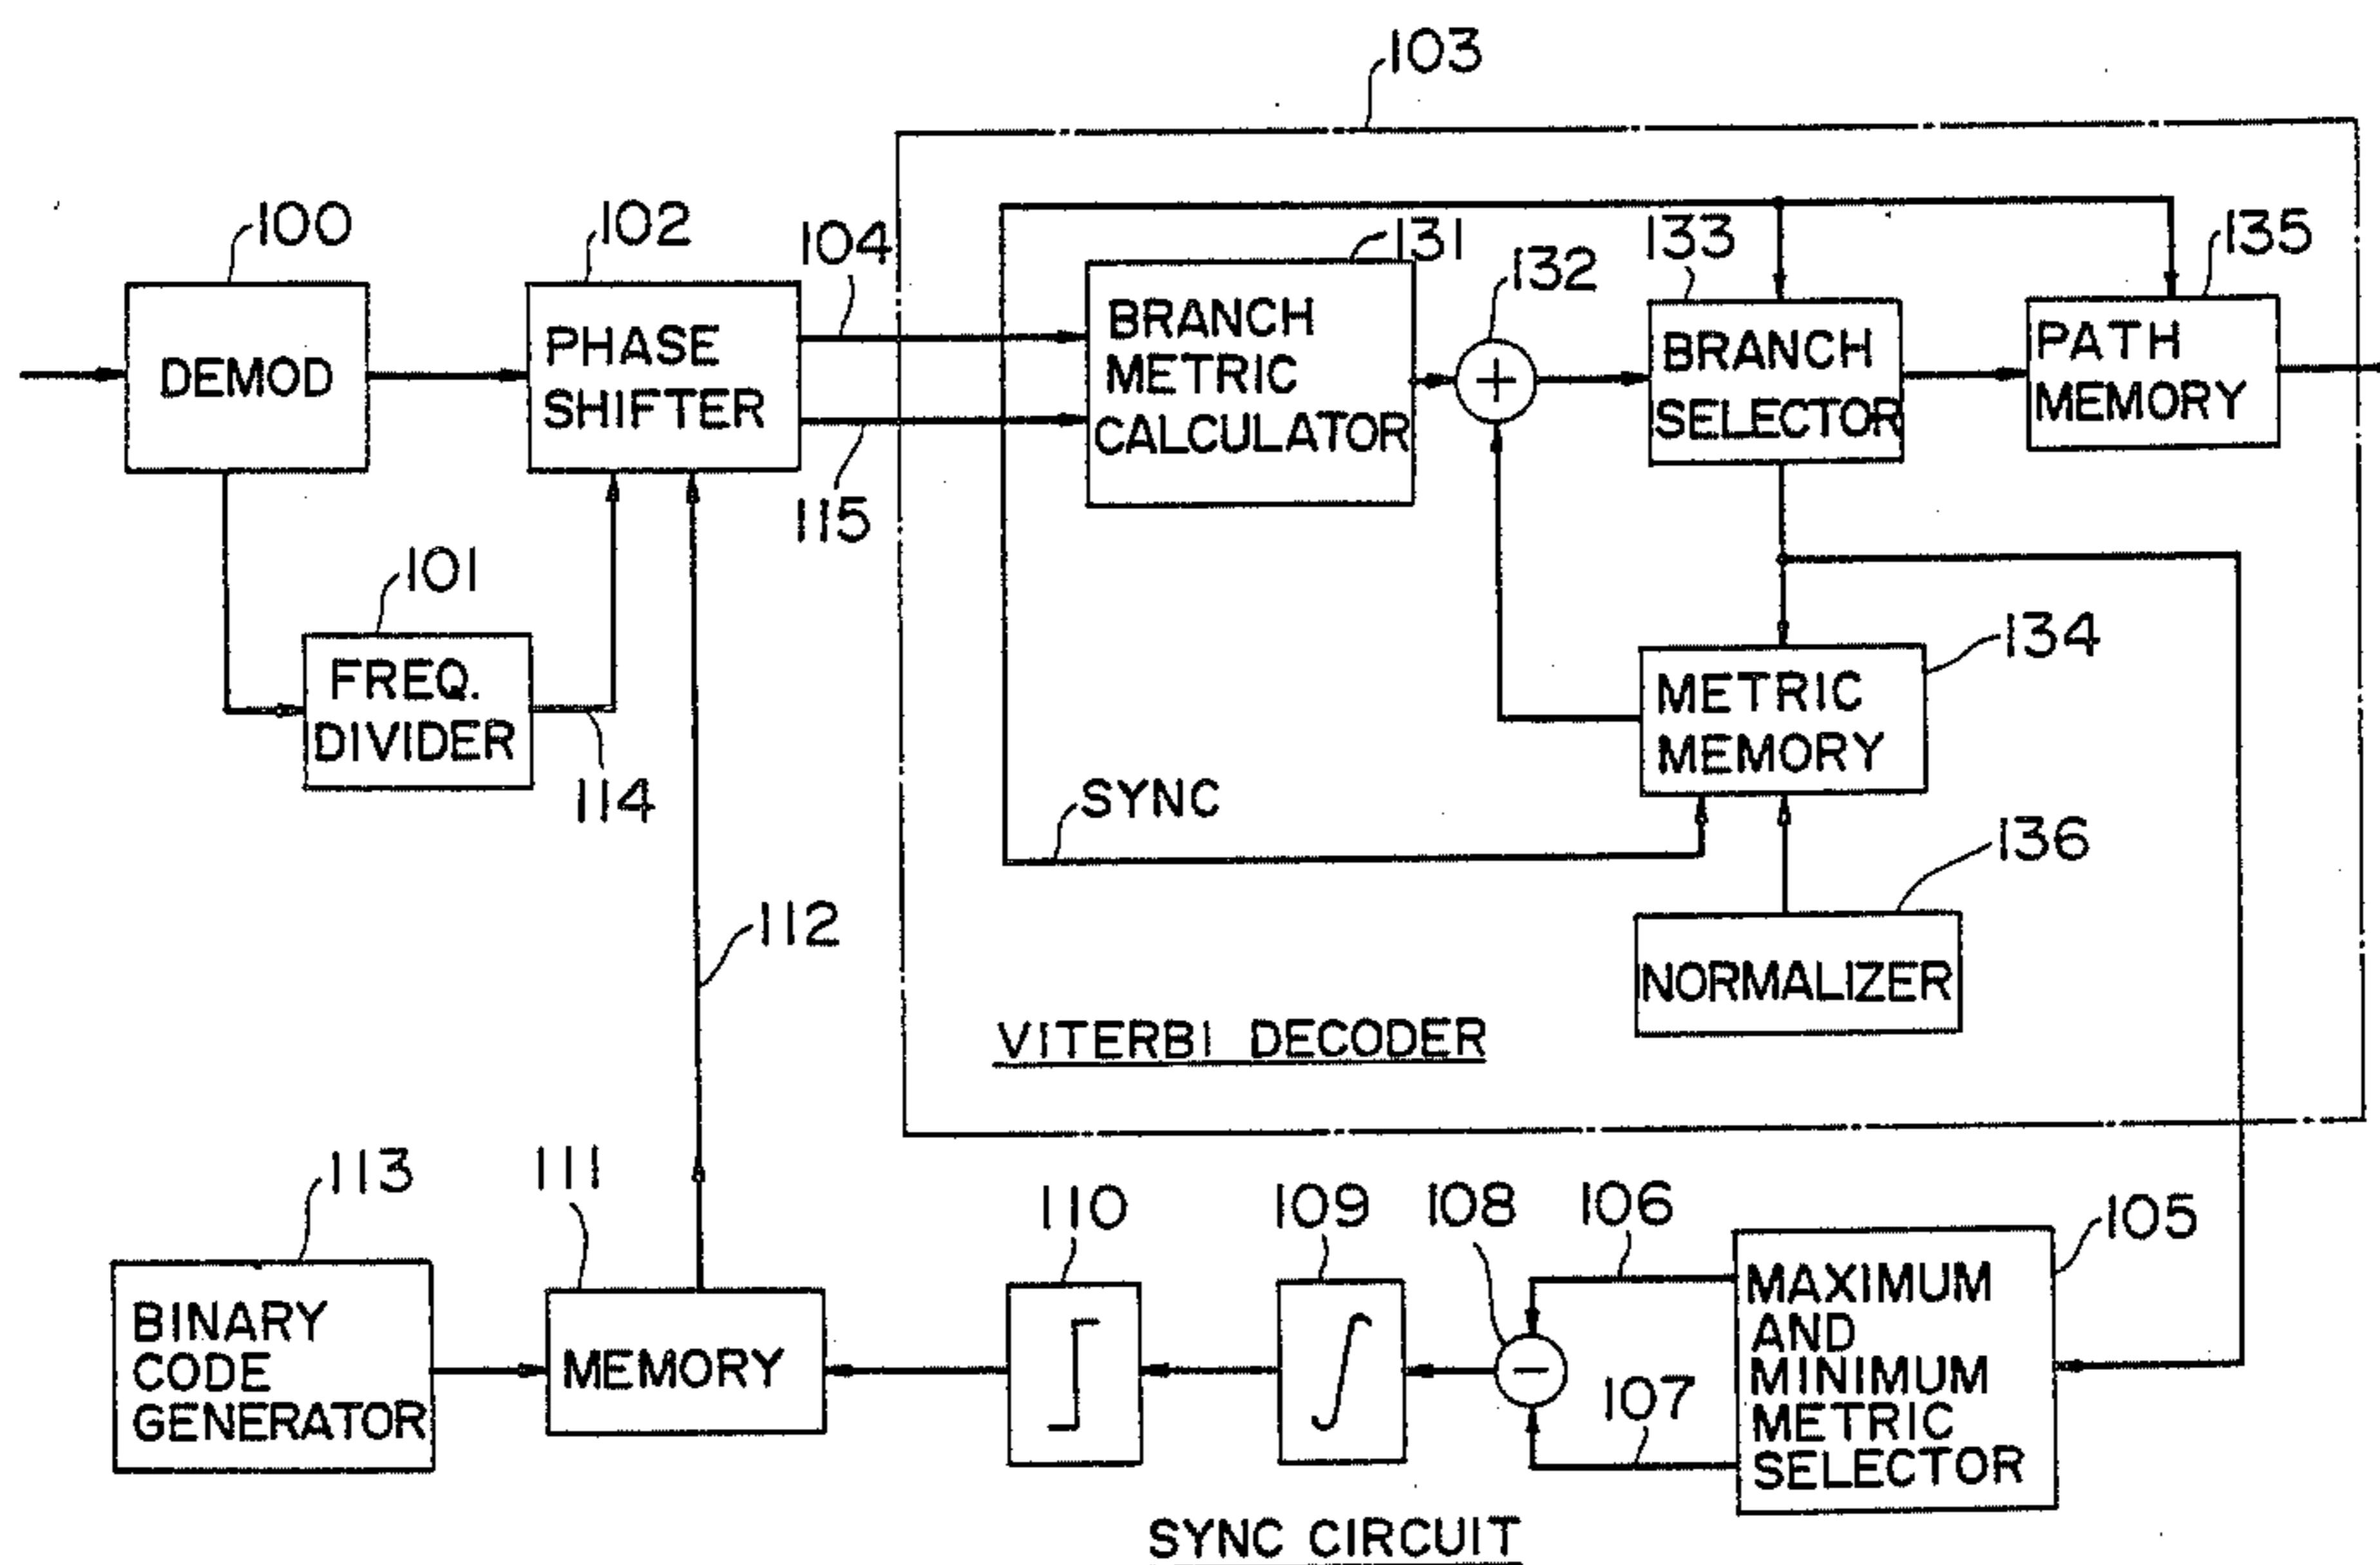 103
100
102
104
131
132
133
135
DEMOD
PHASE
SHIFTER
BRANCH
METRIC
CALCULATOR
+
BRANCH
SELECTOR
PATH
MEMORY
115
101
FREQ.
DIVIDER
114
134
METRIC
MEMORY
SYNC
136
112
NORMALIZER
VITERBI DECODER
113
111
110
109
108
106
105
BINARY
CODE
GENERATOR
MEMORY
−
107
MAXIMUM
AND
MINIMUM
METRIC
SELECTOR
SYNC CIRCUIT